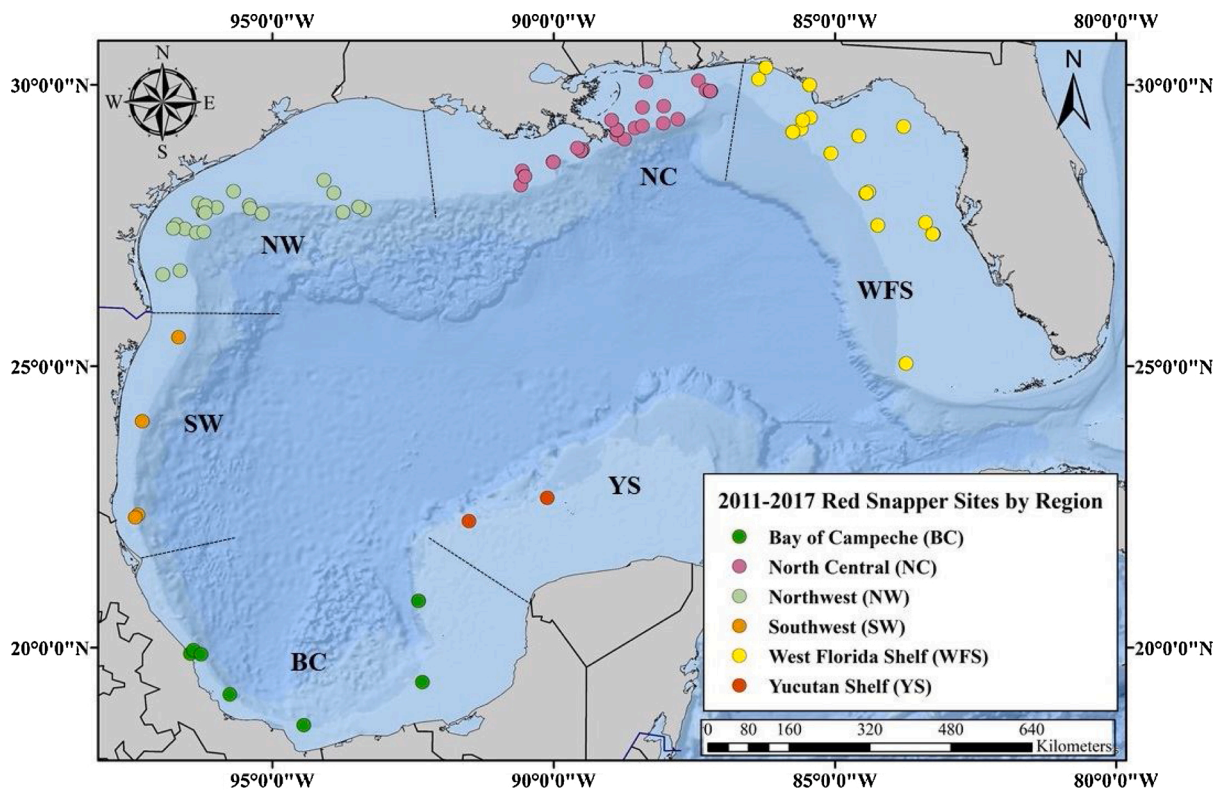 95°0'0"W 90°0'0"W 85°0'0"W 80°0'0"W
N
W E
S
N
30°0'0"N 30°0'0"N
NC
NW
WFS
25°0'0"N 25°0'0"N
SW
YS
2011-2017 Red Snapper Sites by Region
Bay of Campeche (BC)
North Central (NC)
Northwest (NW)
Southwest (SW)
West Florida Shelf (WFS)
Yucutan Shelf (YS)
20°0'0"N 20°0'0"N
BC
0 80 160 320 480 640
Kilometers
95°0'0"W 90°0'0"W 85°0'0"W 80°0'0"W